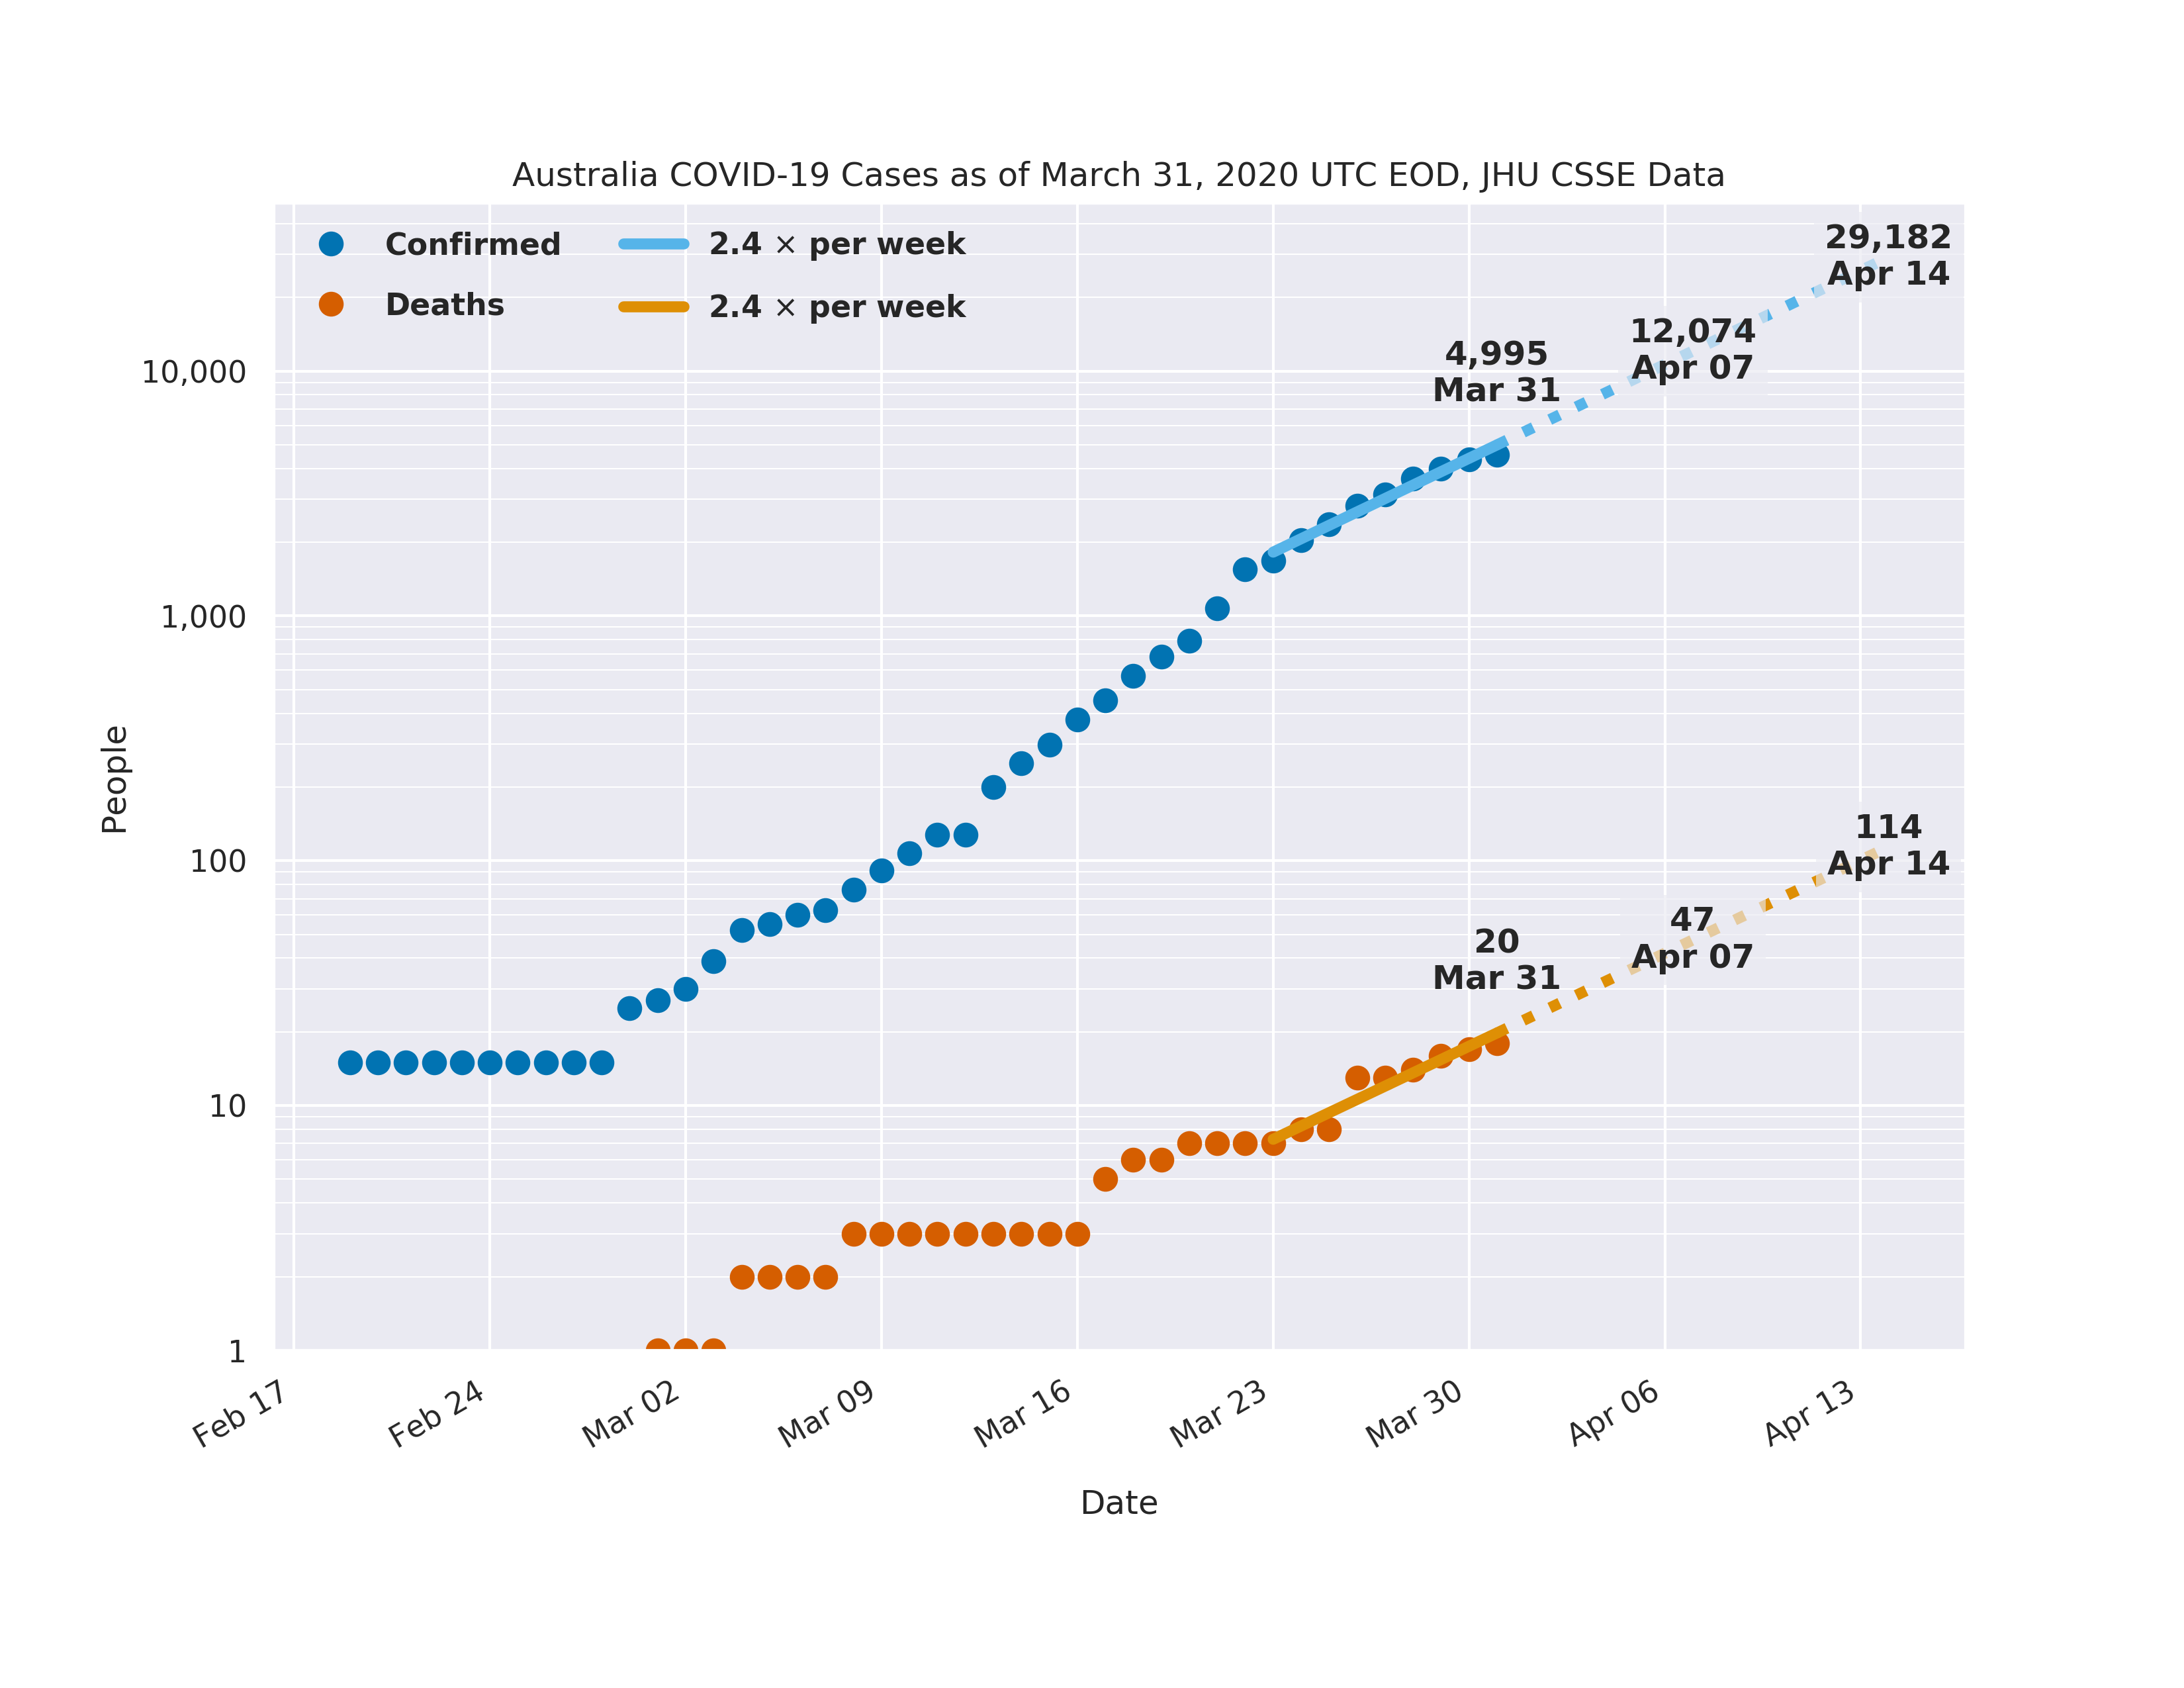 Australia COVID-19 Cases as of March 31, 2020 UTC EOD, JHU CSSE Data
Confirmed
Deaths
2.4 × per week
2.4 × per week
29,182
Apr 14
12,074
Apr 07
4,995
Mar 31
114
Apr 14
47
Apr 07
20
Mar 31
People
10,000
1,000
100
10
1
Feb 17
Feb 24
Mar 02
Mar 09
Mar 16
Mar 23
Mar 30
Apr 06
Apr 13
Date